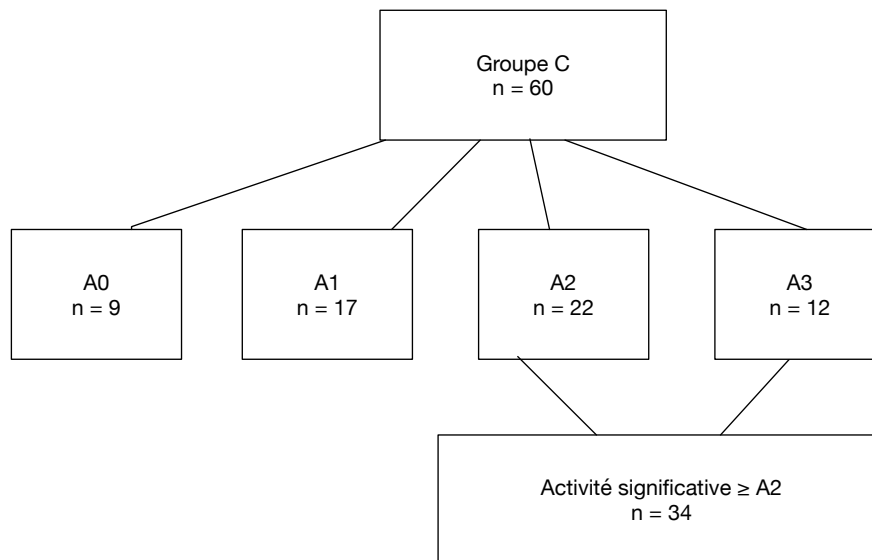 Groupe C
n = 60
A0
n = 9
A1
n = 17
A2
n = 22
A3
n = 12
Activité significative ≥ A2
n = 34